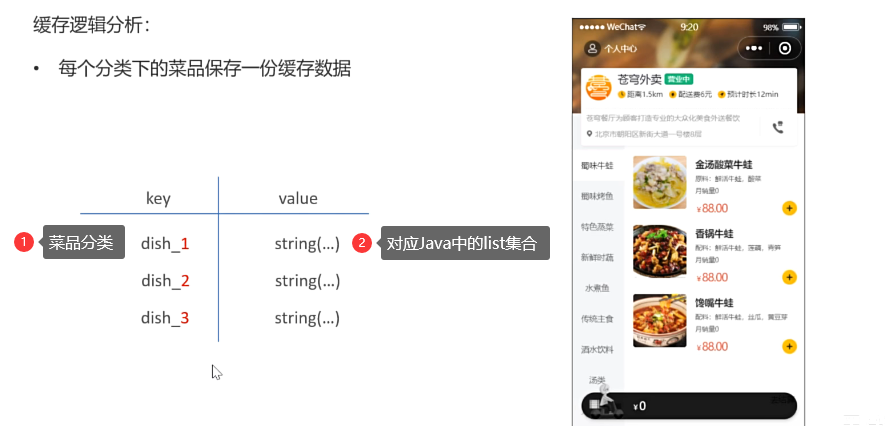 缓存逻辑分析：
• 每个分类下的菜品保存一份缓存数据
key value
1 菜品分类 dish_1 string(...) 2 对应Java中的list集合
dish_2 string(...)
dish_3 string(...)
WeChat 9:20 98%
个人中心
苍穹外卖 营业中
距离1.5km 配送费6元 预计时长12min
苍穹餐厅为顾客打造专业的大众化美食外送餐饮
北京市朝阳区新街大道一号楼8层
蜀味牛蛙
蜀味烤鱼
特色蒸菜
新鲜时蔬
水煮鱼
传统主食
酒水饮料
汤类
金汤酸菜牛蛙
原料：鲜活牛蛙，酸菜
月销量0
¥88.00
香锅牛蛙
配料：鲜活牛蛙，莲藕，青笋
月销量0
¥88.00
馋嘴牛蛙
配料：鲜活牛蛙，丝瓜，黄豆芽
月销量0
¥88.00
¥0